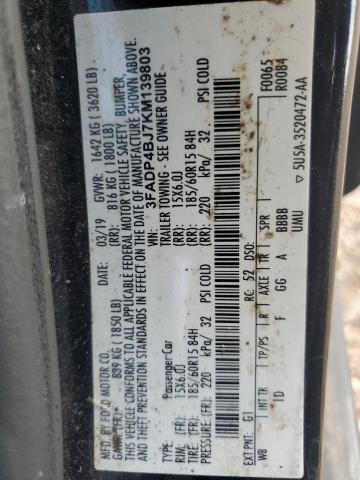 MFD. BY FORD MOTOR CO.
03/19 GVWR: 1642 KG ( 3620 LB)
GAWR (FR): 839 KG (1850 LB) (RR): 816 KG ( 1800 LB)
THIS VEHICLE CONFORMS TO ALL APPLICABLE FEDERAL MOTOR VEHICLE SAFETY, BUMPER,
AND THEFT PREVENTION STANDARDS IN EFFECT ON THE DATE OF MANUFACTURE SHOWN ABOVE.
VIN: 3FADP4BJ7KM139803
Passenger Car TRAILER TOWING - SEE OWNER GUIDE
RIM: (FR): 15X6.0J (RR): 15X6.0J
TIRE (FR): 185/60R15 84H (RR): 185/60R15 84H
PRESSURE:(FR): 220 kPa/ 32 PSI COLD (RR): 220 kPa/ 32 PSI COLD
EXT PNT: G1 RC: 52 DSO: F0065
R0084
WB INT TR TP/PS R AXLE TR SPR
TD F GG A BBBB
UMU 5U5A-3520472-AA